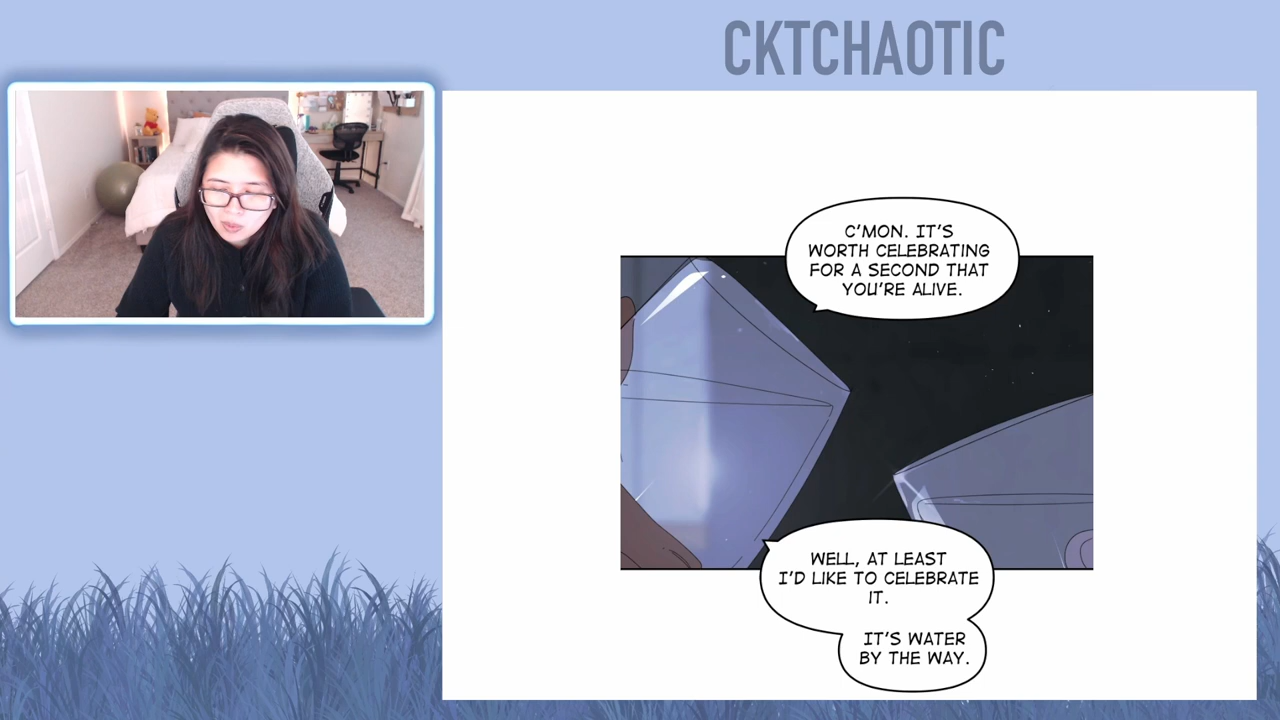 CKTCHAOTIC
C'MON. IT'S
WORTH CELEBRATING
FOR A SECOND THAT
YOU'RE ALIVE.
WELL, AT LEAST
I'D LIKE TO CELEBRATE
IT.
IT'S WATER
BY THE WAY.